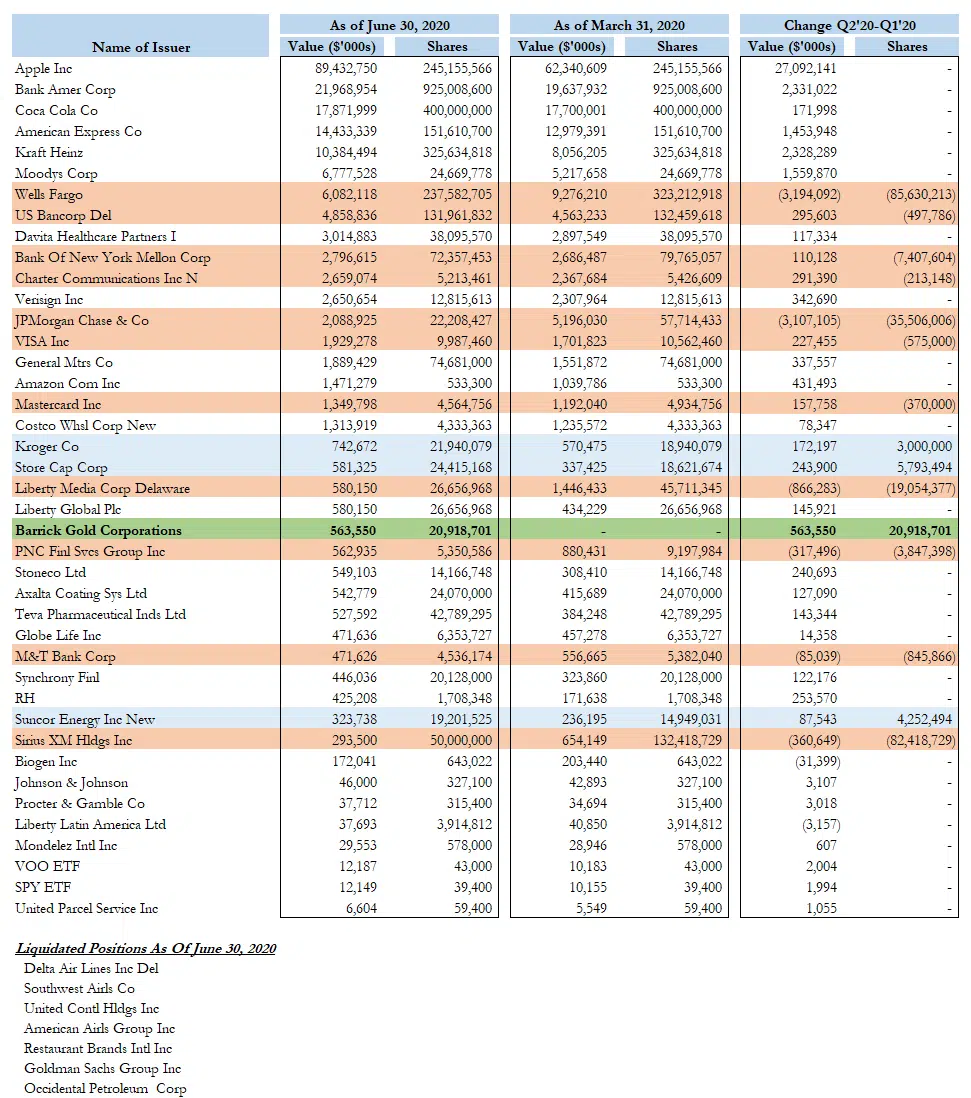 As of June 30, 2020 As of March 31, 2020 Change Q2'20-Q1'20
Name of Issuer Value ($'000s) Shares Value ($'000s) Shares Value ($'000s) Shares
Apple Inc 89,432,750 245,155,566 62,340,609 245,155,566 27,092,141 -
Bank Amer Corp 21,968,954 925,008,600 19,637,932 925,008,600 2,331,022 -
Coca Cola Co 17,871,999 400,000,000 17,700,001 400,000,000 171,998 -
American Express Co 14,433,339 151,610,700 12,979,391 151,610,700 1,453,948 -
Kraft Heinz 10,384,494 325,634,818 8,056,205 325,634,818 2,328,289 -
Moodys Corp 6,777,528 24,669,778 5,217,658 24,669,778 1,559,870 -
Wells Fargo 6,082,118 237,582,705 9,276,210 323,212,918 (3,194,092) (85,630,213)
US Bancorp Del 4,858,836 131,961,832 4,563,233 132,459,618 295,603 (497,786)
Davita Healthcare Partners I 3,014,883 38,095,570 2,897,549 38,095,570 117,334 -
Bank Of New York Mellon Corp 2,796,615 72,357,453 2,686,487 79,765,057 110,128 (7,407,604)
Charter Communications Inc N 2,659,074 5,213,461 2,367,684 5,426,609 291,390 (213,148)
Verisign Inc 2,650,654 12,815,613 2,307,964 12,815,613 342,690 -
JPMorgan Chase & Co 2,088,925 22,208,427 5,196,030 57,714,433 (3,107,105) (35,506,006)
VISA Inc 1,929,278 9,987,460 1,701,823 10,562,460 227,455 (575,000)
General Mtrs Co 1,889,429 74,681,000 1,551,872 74,681,000 337,557 -
Amazon Com Inc 1,471,279 533,300 1,039,786 533,300 431,493 -
Mastercard Inc 1,349,798 4,564,756 1,192,040 4,934,756 157,758 (370,000)
Costco Whsl Corp New 1,313,919 4,333,363 1,235,572 4,333,363 78,347 -
Kroger Co 742,672 21,940,079 570,475 18,940,079 172,197 3,000,000
Store Cap Corp 581,325 24,415,168 337,425 18,621,674 243,900 5,793,494
Liberty Media Corp Delaware 580,150 26,656,968 1,446,433 45,711,345 (866,283) (19,054,377)
Liberty Global Plc 580,150 26,656,968 434,229 26,656,968 145,921 -
Barrick Gold Corporations 563,550 20,918,701 - - 563,550 20,918,701
PNC Finl Svcs Group Inc 562,935 5,350,586 880,431 9,197,984 (317,496) (3,847,398)
Stoneco Ltd 549,103 14,166,748 308,410 14,166,748 240,693 -
Axalta Coating Sys Ltd 542,779 24,070,000 415,689 24,070,000 127,090 -
Teva Pharmaceutical Inds Ltd 527,592 42,789,295 384,248 42,789,295 143,344 -
Globe Life Inc 471,636 6,353,727 457,278 6,353,727 14,358 -
M&T Bank Corp 471,626 4,536,174 556,665 5,382,040 (85,039) (845,866)
Synchrony Finl 446,036 20,128,000 323,860 20,128,000 122,176 -
RH 425,208 1,708,348 171,638 1,708,348 253,570 -
Suncor Energy Inc New 323,738 19,201,525 236,195 14,949,031 87,543 4,252,494
Sirius XM Hldgs Inc 293,500 50,000,000 654,149 132,418,729 (360,649) (82,418,729)
Biogen Inc 172,041 643,022 203,440 643,022 (31,399) -
Johnson & Johnson 46,000 327,100 42,893 327,100 3,107 -
Procter & Gamble Co 37,712 315,400 34,694 315,400 3,018 -
Liberty Latin America Ltd 37,693 3,914,812 40,850 3,914,812 (3,157) -
Mondelez Intl Inc 29,553 578,000 28,946 578,000 607 -
VOO ETF 12,187 43,000 10,183 43,000 2,004 -
SPY ETF 12,149 39,400 10,155 39,400 1,994 -
United Parcel Service Inc 6,604 59,400 5,549 59,400 1,055 -
Liquidated Positions As Of June 30, 2020
Delta Air Lines Inc Del
Southwest Airls Co
United Contl Hldgs Inc
American Airls Group Inc
Restaurant Brands Intl Inc
Goldman Sachs Group Inc
Occidental Petroleum Corp